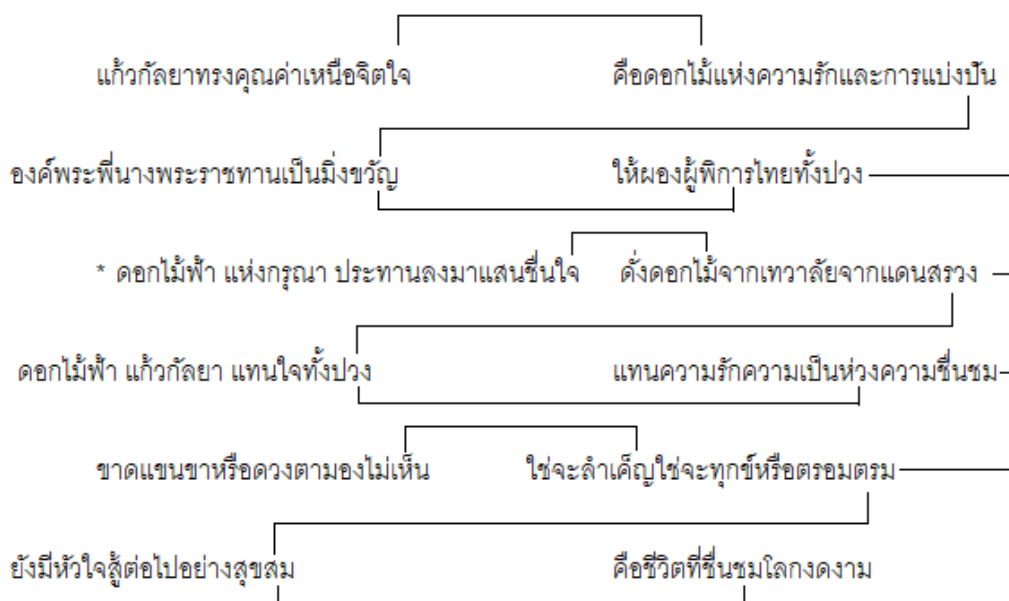 แก้วกัลยาทรงคุณค่าเหนือจิตใจ คือดอกไม้แห่งความรักและการแบ่งปัน
องค์พระพี่นางพระราชทานเป็นมิ่งขวัญ ให้ผองผู้พิการไทยทั้งปวง
* ดอกไม้ฟ้า แห่งกรุณา ประทานลงมาแสนชื่นใจ ดั่งดอกไม้จากเทวาลัยจากแดนสรวง
ดอกไม้ฟ้า แก้วกัลยา แทนใจทั้งปวง แทนความรักความเป็นห่วงความชื่นชม
ขาดแขนขาหรือดวงตามองไม่เห็น ใช่จะลำเค็ญใช่จะทุกข์หรือตรอมตรม
ยังมีหัวใจสู้ต่อไปอย่างสุขสม คือชีวิตที่ชื่นชมโลกงดงาม